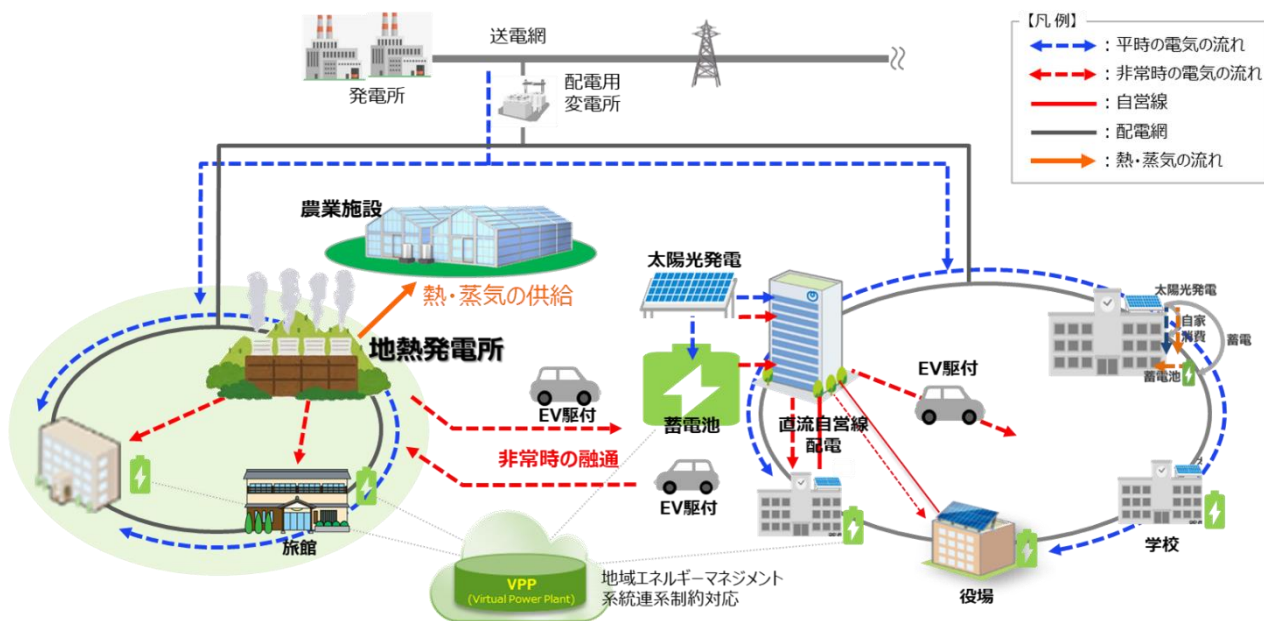 【凡 例】
：平時の電気の流れ
：非常時の電気の流れ
：自営線
：配電網
：熱・蒸気の流れ
送電網
発電所
配電用
変電所
農業施設
熱・蒸気の供給
地熱発電所
太陽光発電
太陽光発電
自家
消費
蓄電
蓄電池
EV駆付
EV駆付
蓄電池
直流自営線
配電
非常時の融通
EV駆付
旅館
学校
役場
VPP
(Virtual Power Plant)
地域エネルギーマネジメント
系統連系制約対応